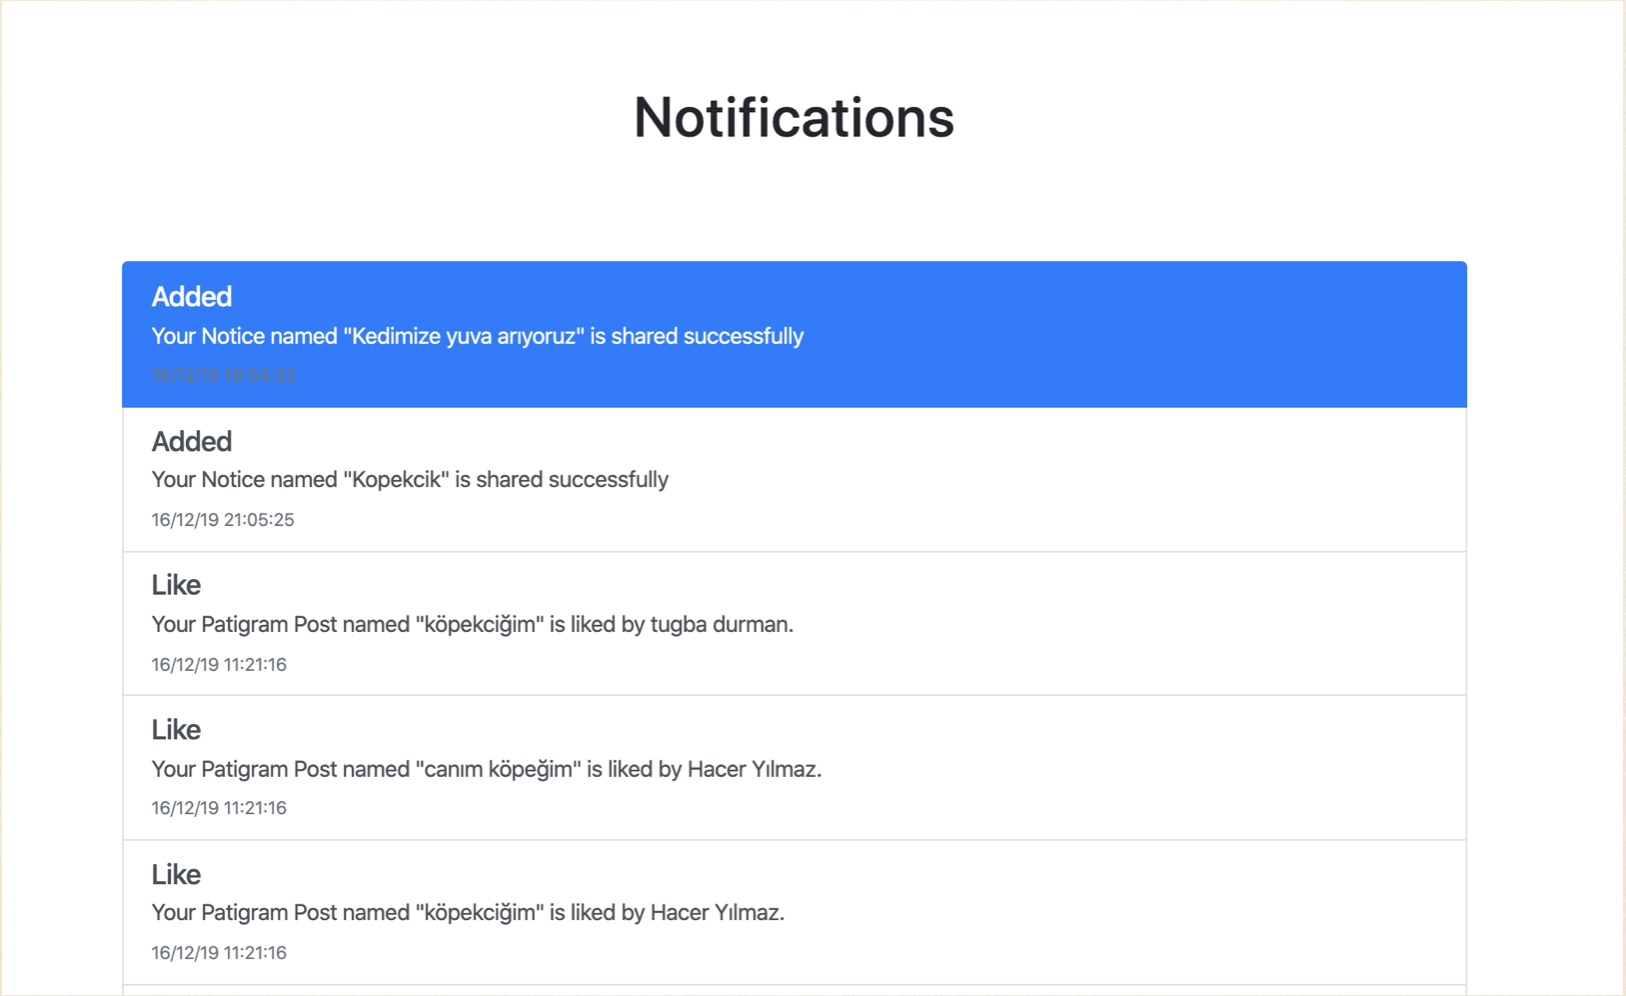 Notifications
Added
Your Notice named "Kedimize yuva arıyoruz" is shared successfully
16/12/19 18:54:32
Added
Your Notice named "Kopekcik" is shared successfully
16/12/19 21:05:25
Like
Your Patigram Post named "köpekciğim" is liked by tugba durman.
16/12/19 11:21:16
Like
Your Patigram Post named "canım köpeğim" is liked by Hacer Yılmaz.
16/12/19 11:21:16
Like
Your Patigram Post named "köpekciğim" is liked by Hacer Yılmaz.
16/12/19 11:21:16